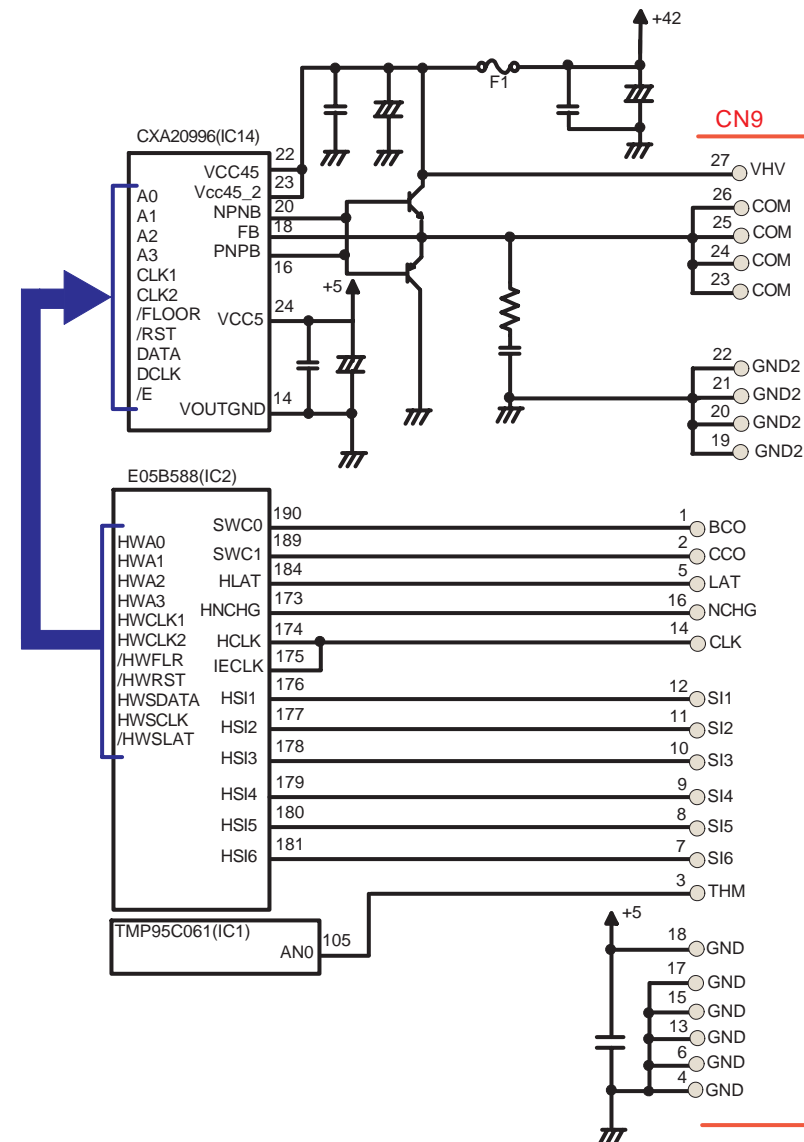 +42
F1
CN9
CXA20996(IC14)
22
VCC45
23
Vcc45_2
20
NPNB
18
FB
PNPB
16
A0
A1
A2
A3
CLK1
CLK2
/FLOOR
/RST
DATA
DCLK
/E
+5
24
VCC5
14
VOUTGND
27
VHV
26
COM
25
COM
24
COM
23
COM
22
GND2
21
GND2
20
GND2
19
GND2
E05B588(IC2)
HWA0
HWA1
HWA2
HWA3
HWCLK1
HWCLK2
/HWFLR
/HWRST
HWSDATA
HWSCLK
/HWSLAT
SWC0 190
SWC1 189
HLAT 184
HNCHG 173
HCLK 174
IECLK 175
HSI1 176
HSI2 177
HSI3 178
HSI4 179
HSI5 180
HSI6 181
1 BCO
2 CCO
5 LAT
16 NCHG
14 CLK
12 SI1
11 SI2
10 SI3
9 SI4
8 SI5
7 SI6
3 THM
TMP95C061(IC1)
AN0 105
+5
18 GND
17 GND
15 GND
13 GND
6 GND
4 GND